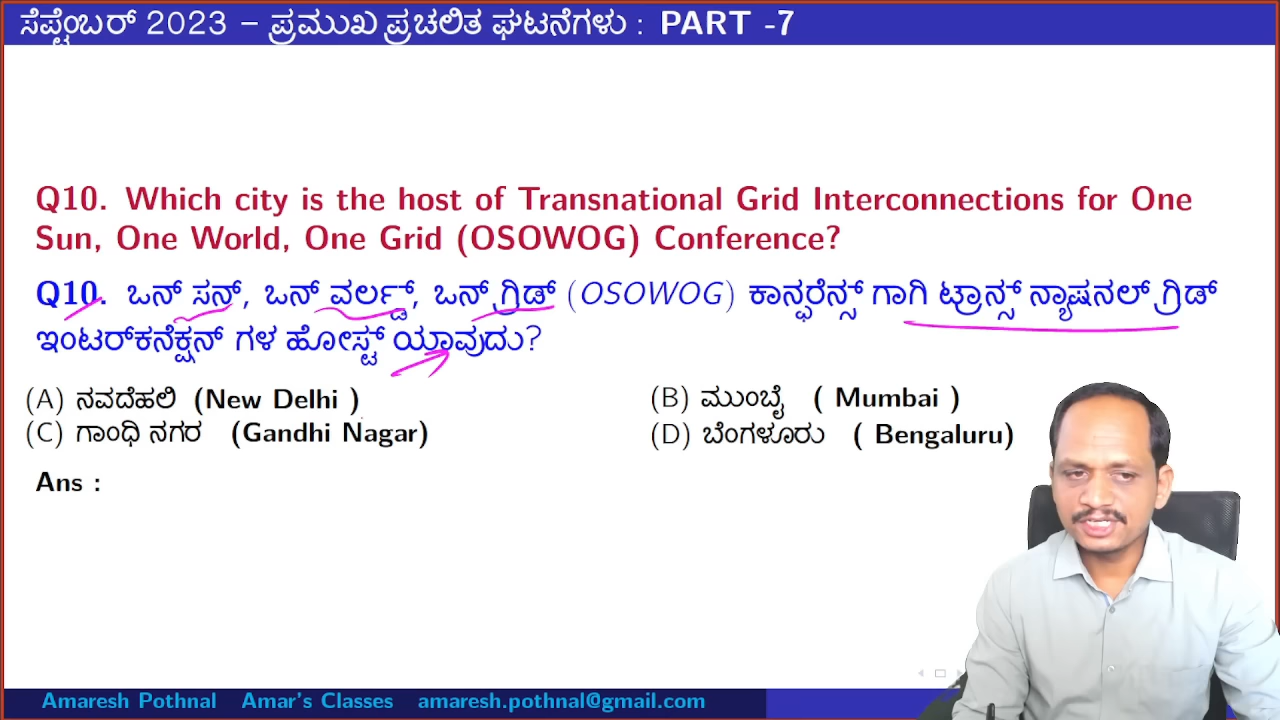 ಸೆಪ್ಟೆಂಬರ್ 2023 – ಪ್ರಮುಖ ಪ್ರಚಲಿತ ಘಟನೆಗಳು : PART -7
Q10. Which city is the host of Transnational Grid Interconnections for One
Sun, One World, One Grid (OSOWOG) Conference?
Q10. ಒನ್ ಸನ್, ಒನ್ ವರ್ಲ್ಡ್, ಒನ್ ಗ್ರಿಡ್ (OSOWOG) ಕಾನ್ಫರೆನ್ಸ್ ಗಾಗಿ ಟ್ರಾನ್ಸ್ ನ್ಯಾಷನಲ್ ಗ್ರಿಡ್
ಇಂಟರ್‌ಕನೆಕ್ಷನ್ ಗಳ ಹೋಸ್ಟ್ ಯಾವುದು?
(A) ನವದೆಹಲಿ (New Delhi ) (B) ಮುಂಬೈ ( Mumbai )
(C) ಗಾಂಧಿ ನಗರ (Gandhi Nagar) (D) ಬೆಂಗಳೂರು ( Bengaluru)
Ans :
Amaresh Pothnal Amar's Classes amaresh.pothnal@gmail.com